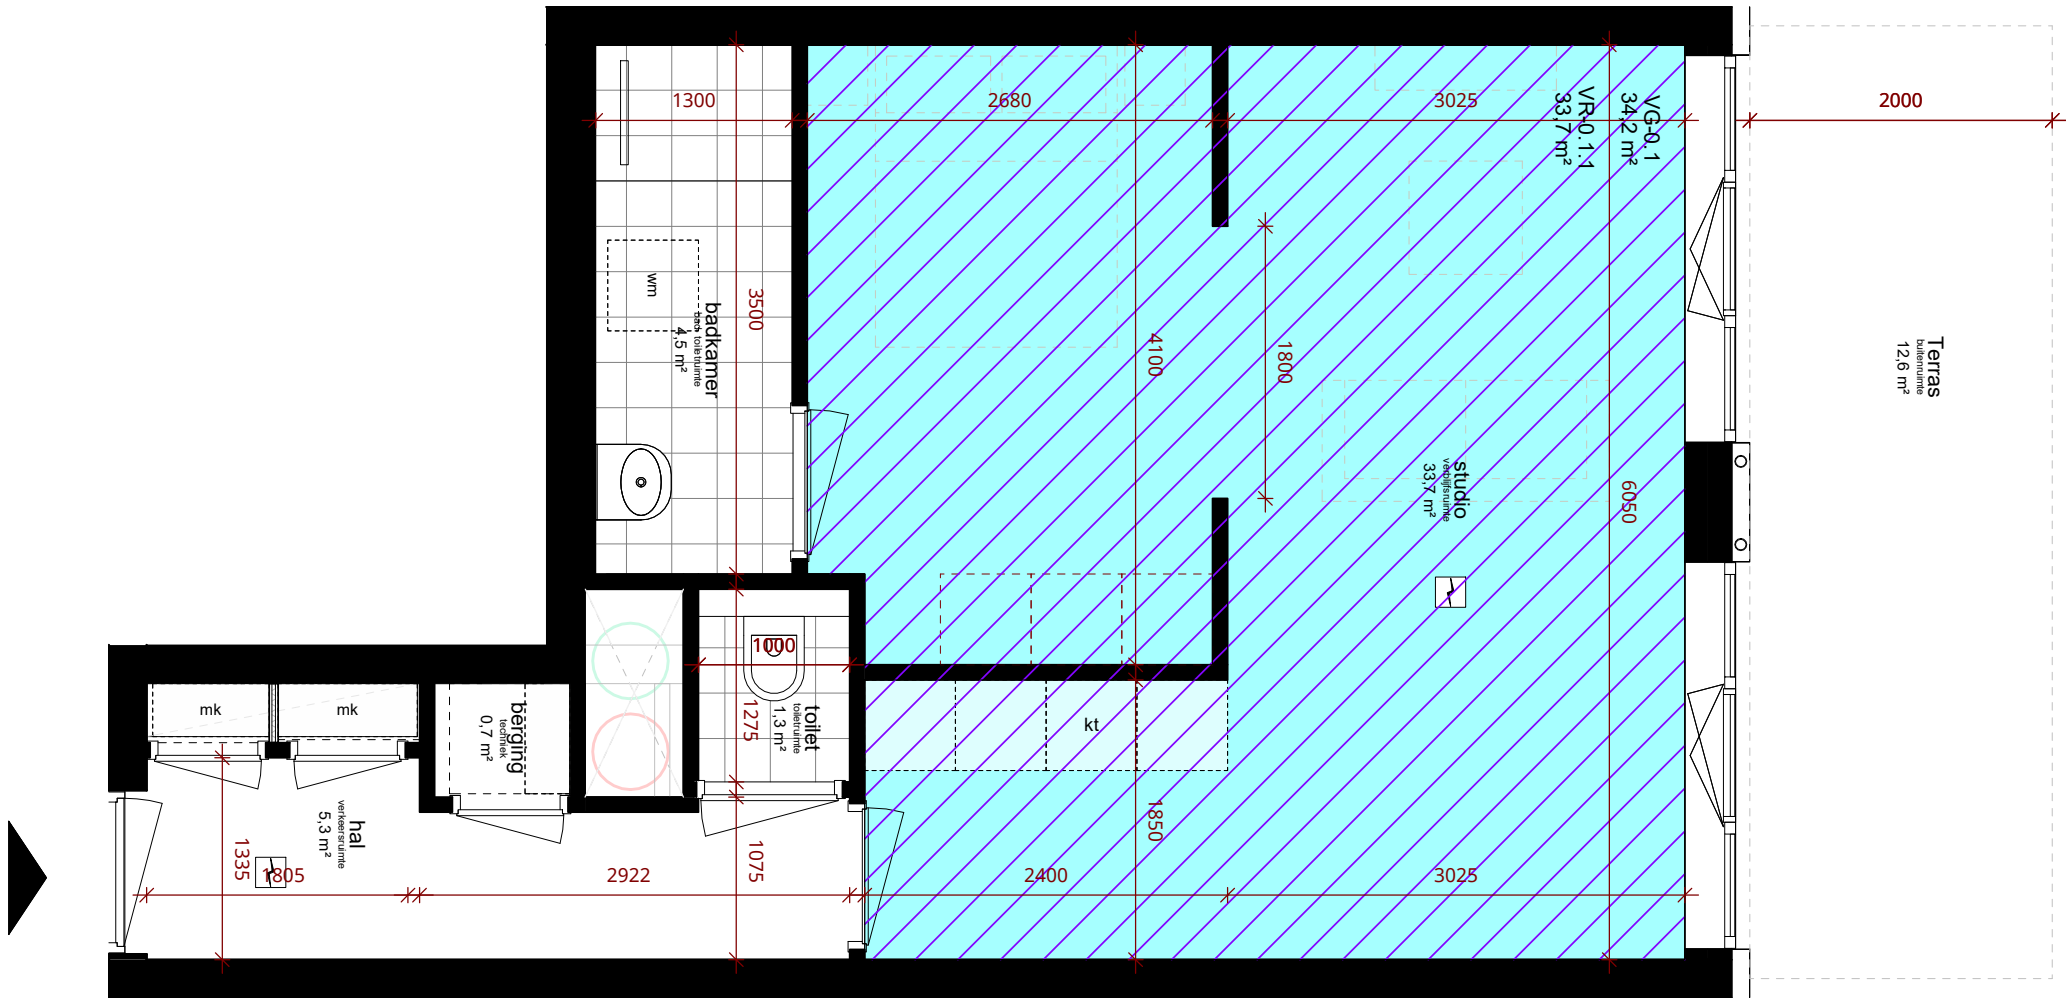 1300
2680
3025
2000
VG-0.1
34,2 m²
VR-0.1.1
33,7 m²
wm
3500
badkamer
bad- toiletruimte
4,5 m²
4100
1800
Terras
buitenruimte
12,6 m²
studio
verblijfsruimte
33,7 m²
6050
1000
mk
mk
berging
techniek
0,7 m²
1275
toilet
toiletruimte
1,3 m²
kt
hal
verkeersruimte
5,3 m²
1335
1805
2922
1075
2400
1850
3025